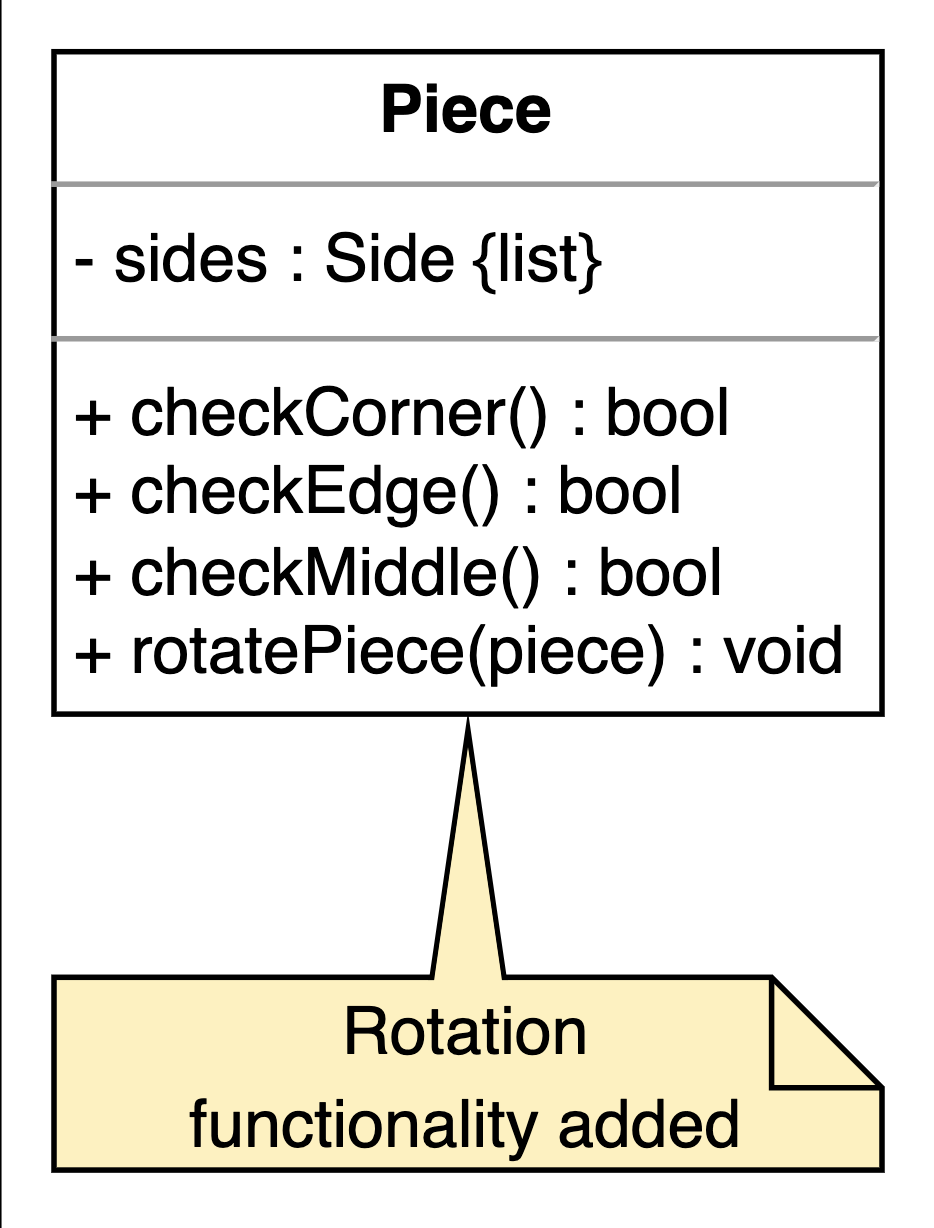 Piece
- sides : Side {list}
+ checkCorner() : bool
+ checkEdge() : bool
+ checkMiddle() : bool
+ rotatePiece(piece) : void
Rotation
functionality added